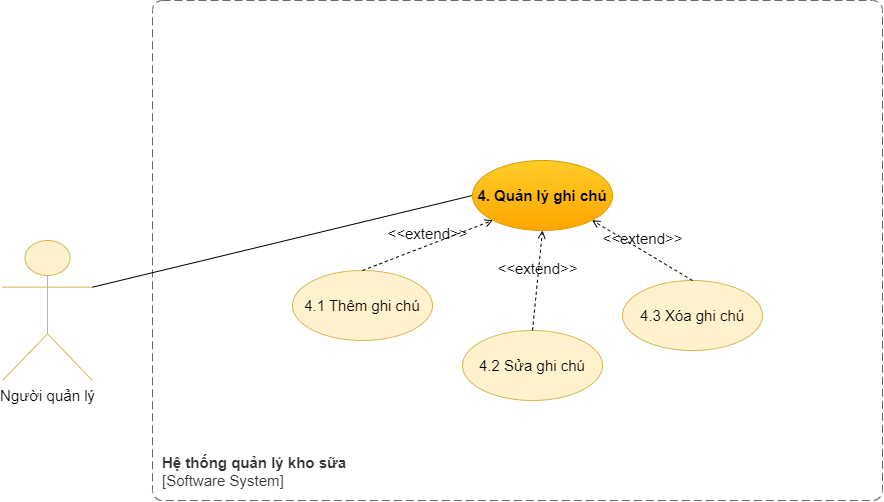 4. Quản lý ghi chú
<<extend>>
<<extend>>
<<extend>>
4.1 Thêm ghi chú
4.3 Xóa ghi chú
4.2 Sửa ghi chú
Người quản lý
Hệ thống quản lý kho sữa
[Software System]